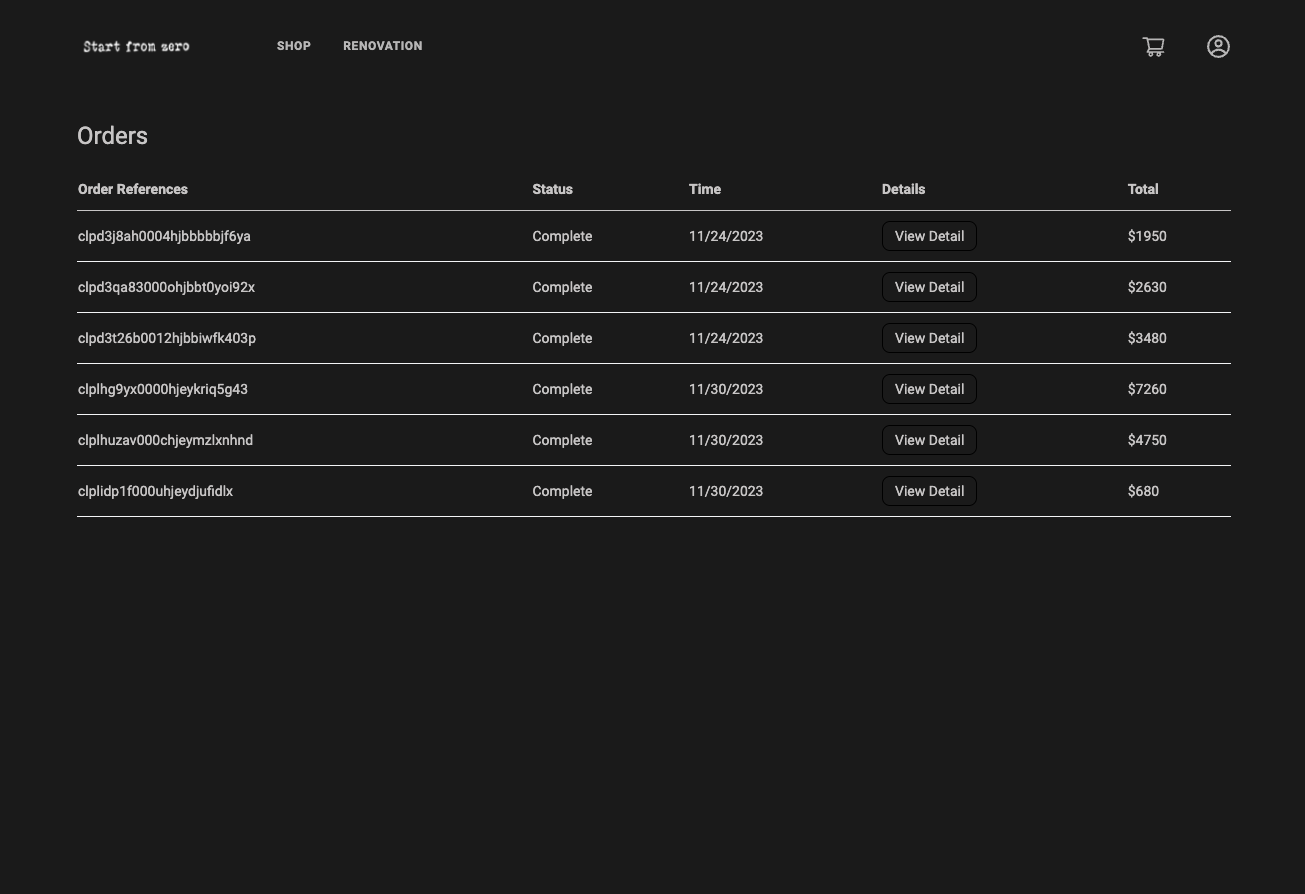 Start from zero SHOP RENOVATION
Orders
Order References Status Time Details Total
clpd3j8ah0004hjbbbbbjf6ya Complete 11/24/2023 View Detail $1950
clpd3qa83000ohjbbt0yoi92x Complete 11/24/2023 View Detail $2630
clpd3t26b0012hjbbiwfk403p Complete 11/24/2023 View Detail $3480
clplhg9yx0000hjeykriq5g43 Complete 11/30/2023 View Detail $7260
clplhuzav000chjeymzlxnhnd Complete 11/30/2023 View Detail $4750
clplidp1f000uhjeydjufidlx Complete 11/30/2023 View Detail $680